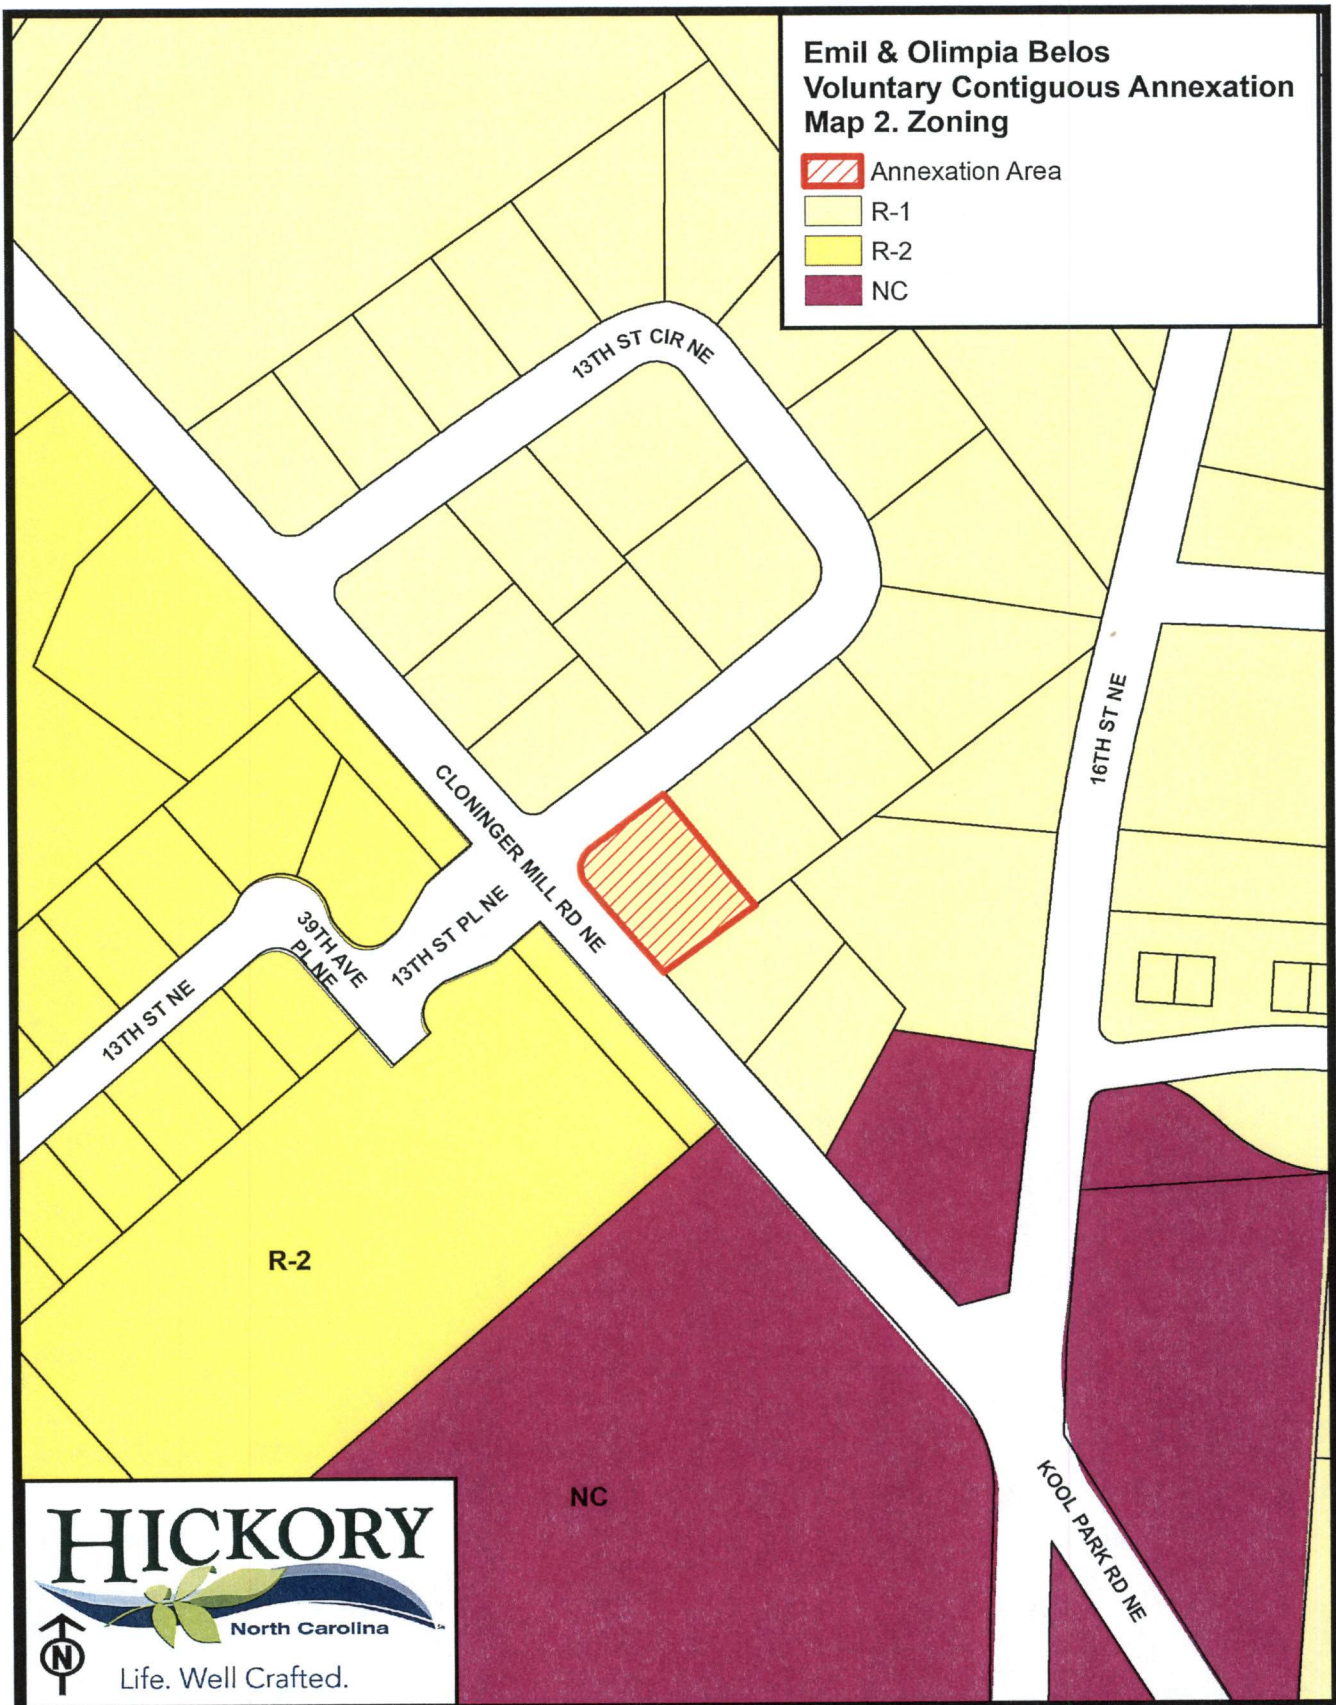 Emil & Olimpia Belos
Voluntary Contiguous Annexation
Map 2. Zoning
Annexation Area
R-1
R-2
NC
13TH ST CIR NE
16TH ST NE
CLONINGER MILL RD NE
13TH ST PL NE
39TH AVE
PL NE
13TH ST NE
R-2
NC
KOOL PARK RD NE
HICKORY
North Carolina
N
Life. Well Crafted.